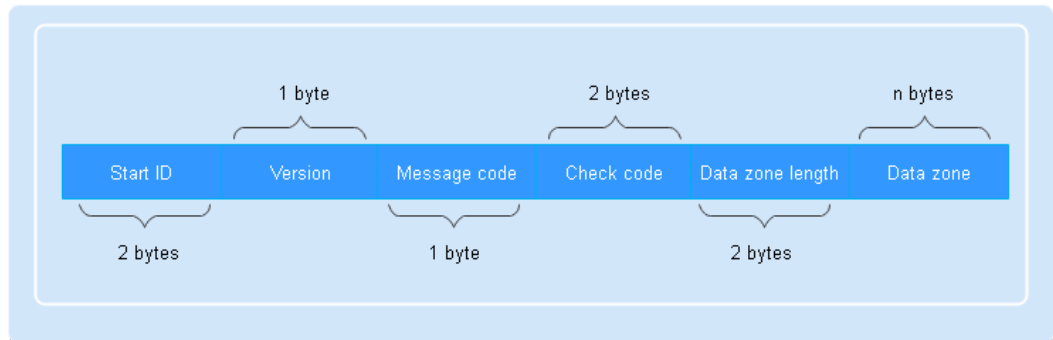 1 byte
2 bytes
n bytes
Start ID
Version
Message code
Check code
Data zone length
Data zone
2 bytes
1 byte
2 bytes